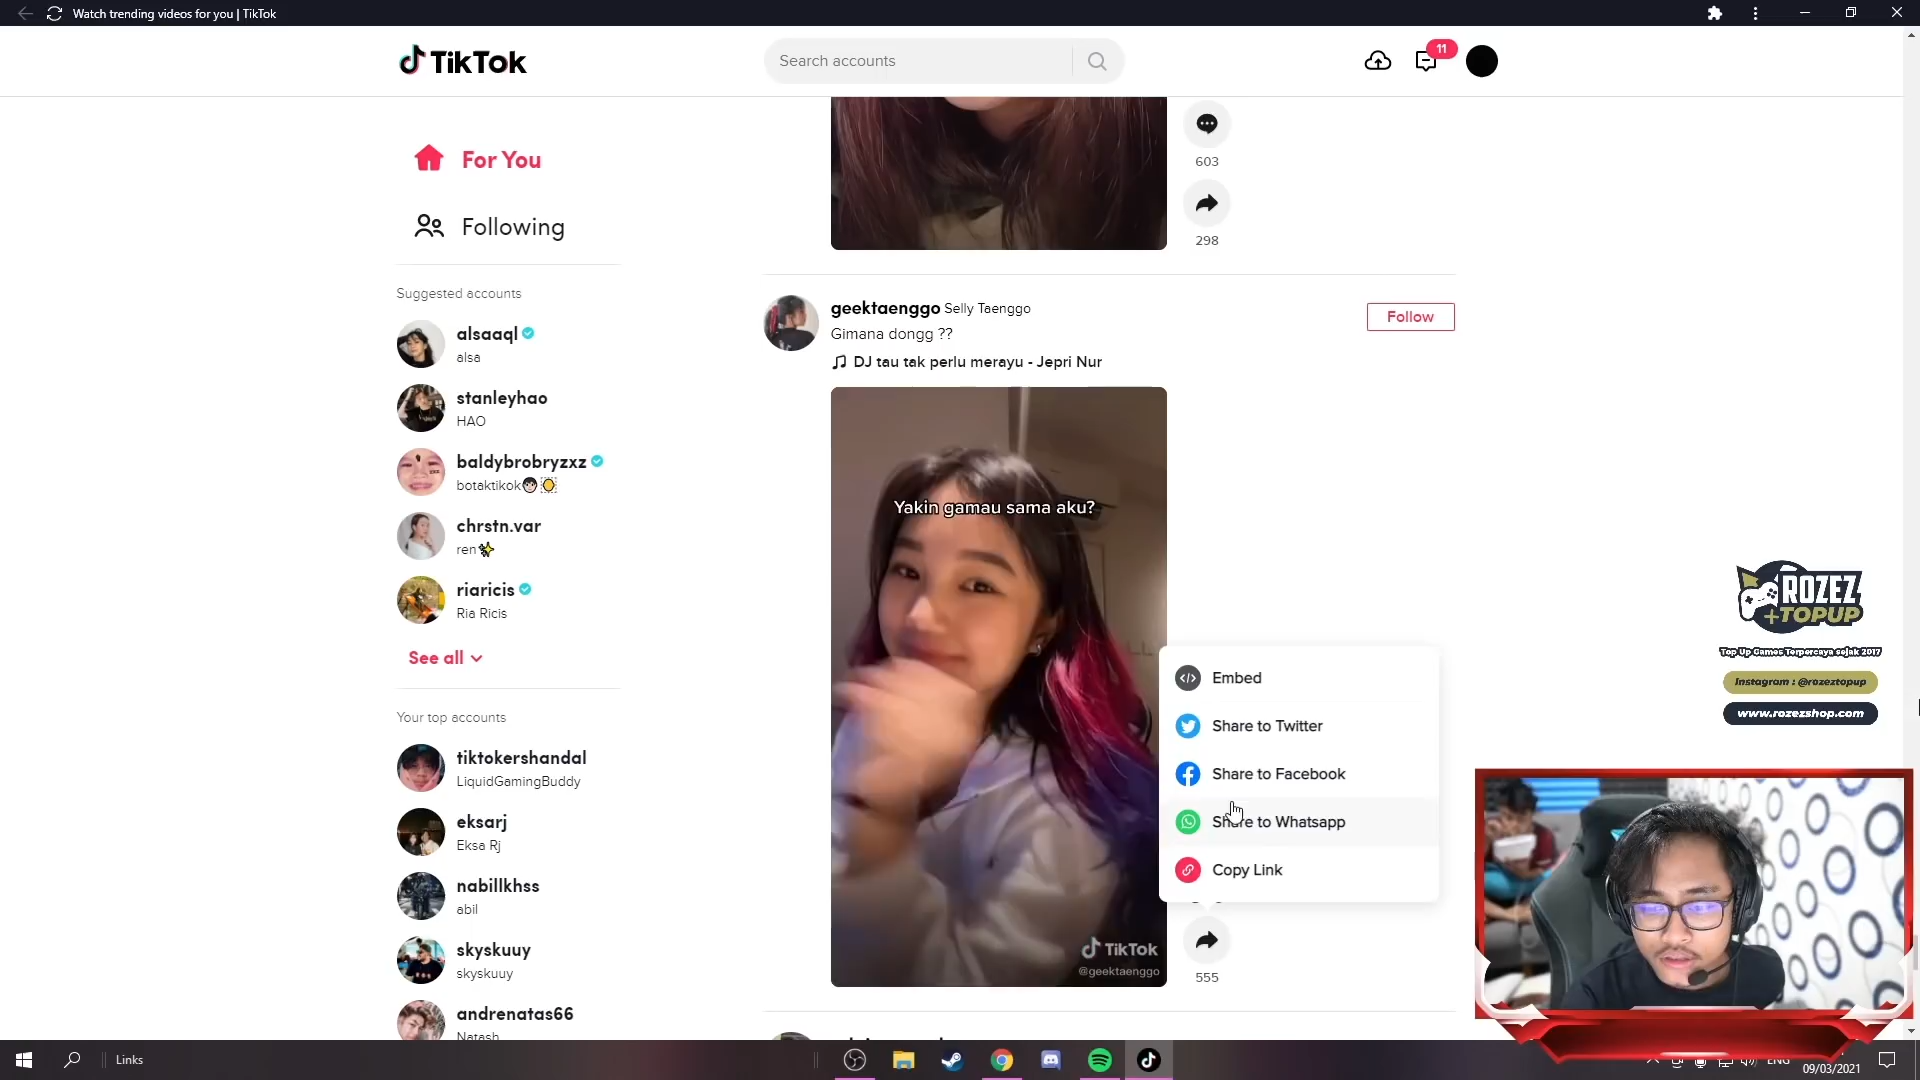 Watch trending videos for you | TikTok
TikTok
Search accounts
11
For You
Following
Suggested accounts
alsaaql
alsa
stanleyhao
HAO
baldybrobryzxz
botaktikok
chrstn.var
ren
riaricis
Ria Ricis
See all
Your top accounts
tiktokershandal
LiquidGamingBuddy
eksarj
Eksa Rj
nabillkhss
abil
skyskuuy
skyskuuy
andrenatas66
Natash
603
298
geektaenggo Selly Taenggo
Follow
Gimana dongg ??
DJ tau tak perlu merayu - Jepri Nur
Yakin gamau sama aku?
Embed
Share to Twitter
Share to Facebook
Share to Whatsapp
Copy Link
TikTok
@geektaenggo
555
ROZEZ
+TOPUP
Top Up Games Terpercaya sejak 2017
Instagram : @rozeztopup
www.rozezshop.com
Links
ENG
09/03/2021